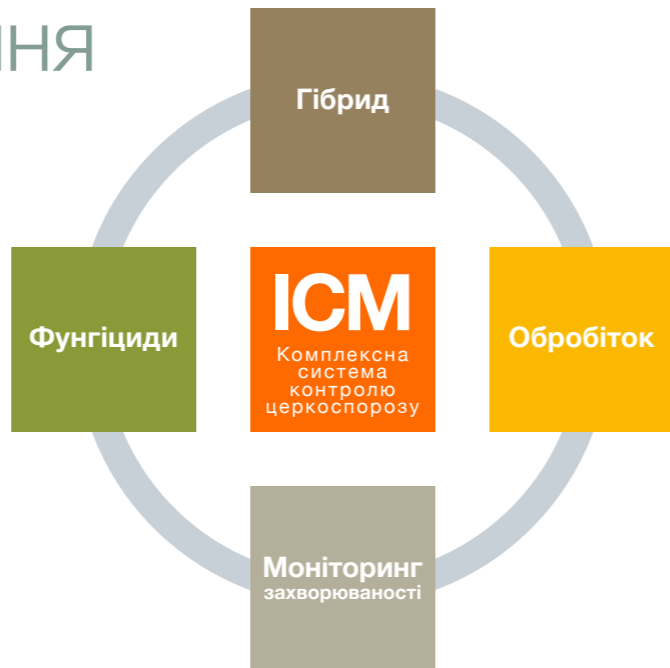 ННЯ
Гібрид
Фунгіциди
ICM
Комплексна
система
контролю
церкоспорозу
Обробіток
Моніторинг
захворюваності